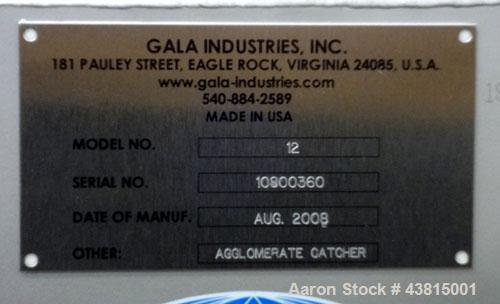 GALA INDUSTRIES, INC.
181 PAULEY STREET, EAGLE ROCK, VIRGINIA 24085, U.S.A.
www.gala-industries.com
540-884-2589
MADE IN USA
MODEL NO. 12
SERIAL NO. 10800360
DATE OF MANUF. AUG. 2008
OTHER: AGGLOMERATE CATCHER
Aaron Stock # 43815001